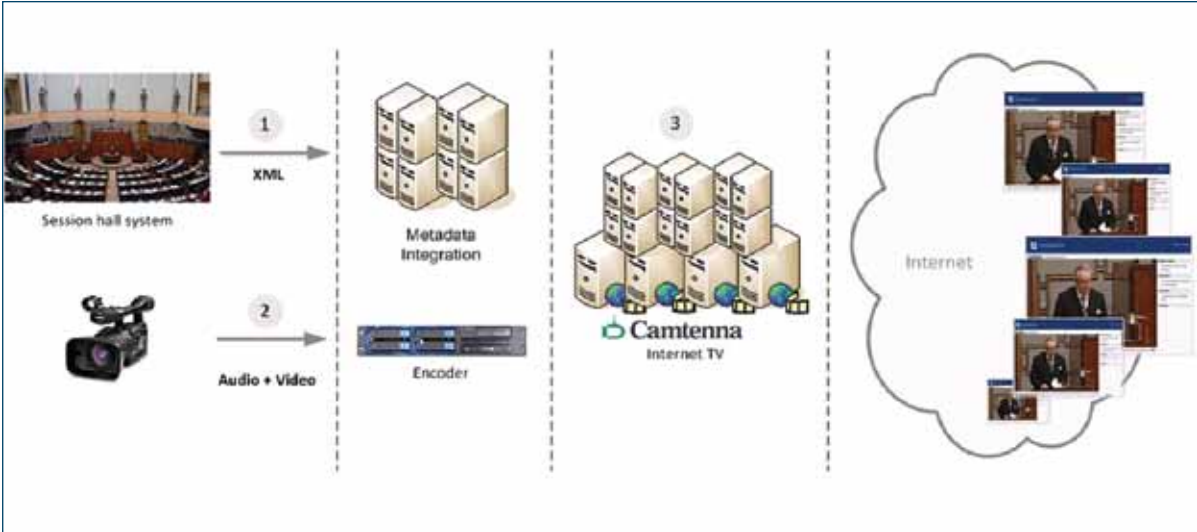 1
XML
Session hall system
Metadata
Integration
2
Audio + Video
Encoder
3
Camtenna
Internet TV
Internet